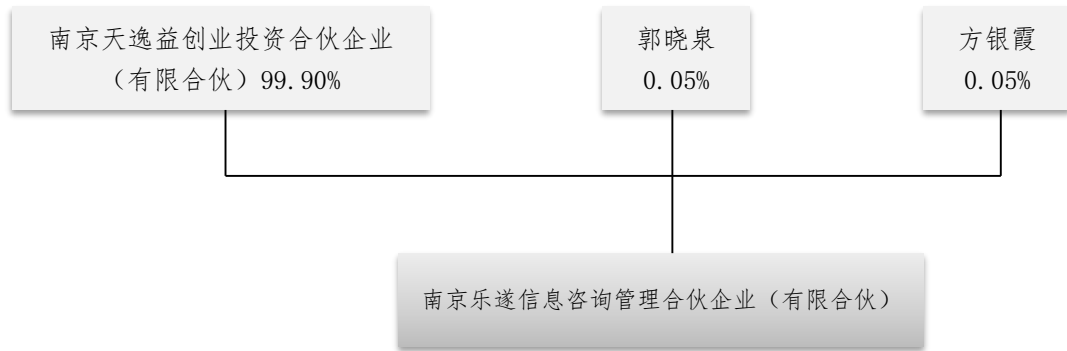 南京天逸益创业投资合伙企业
（有限合伙）99.90%
郭晓泉
0.05%
方银霞
0.05%
南京乐遂信息咨询管理合伙企业（有限合伙）